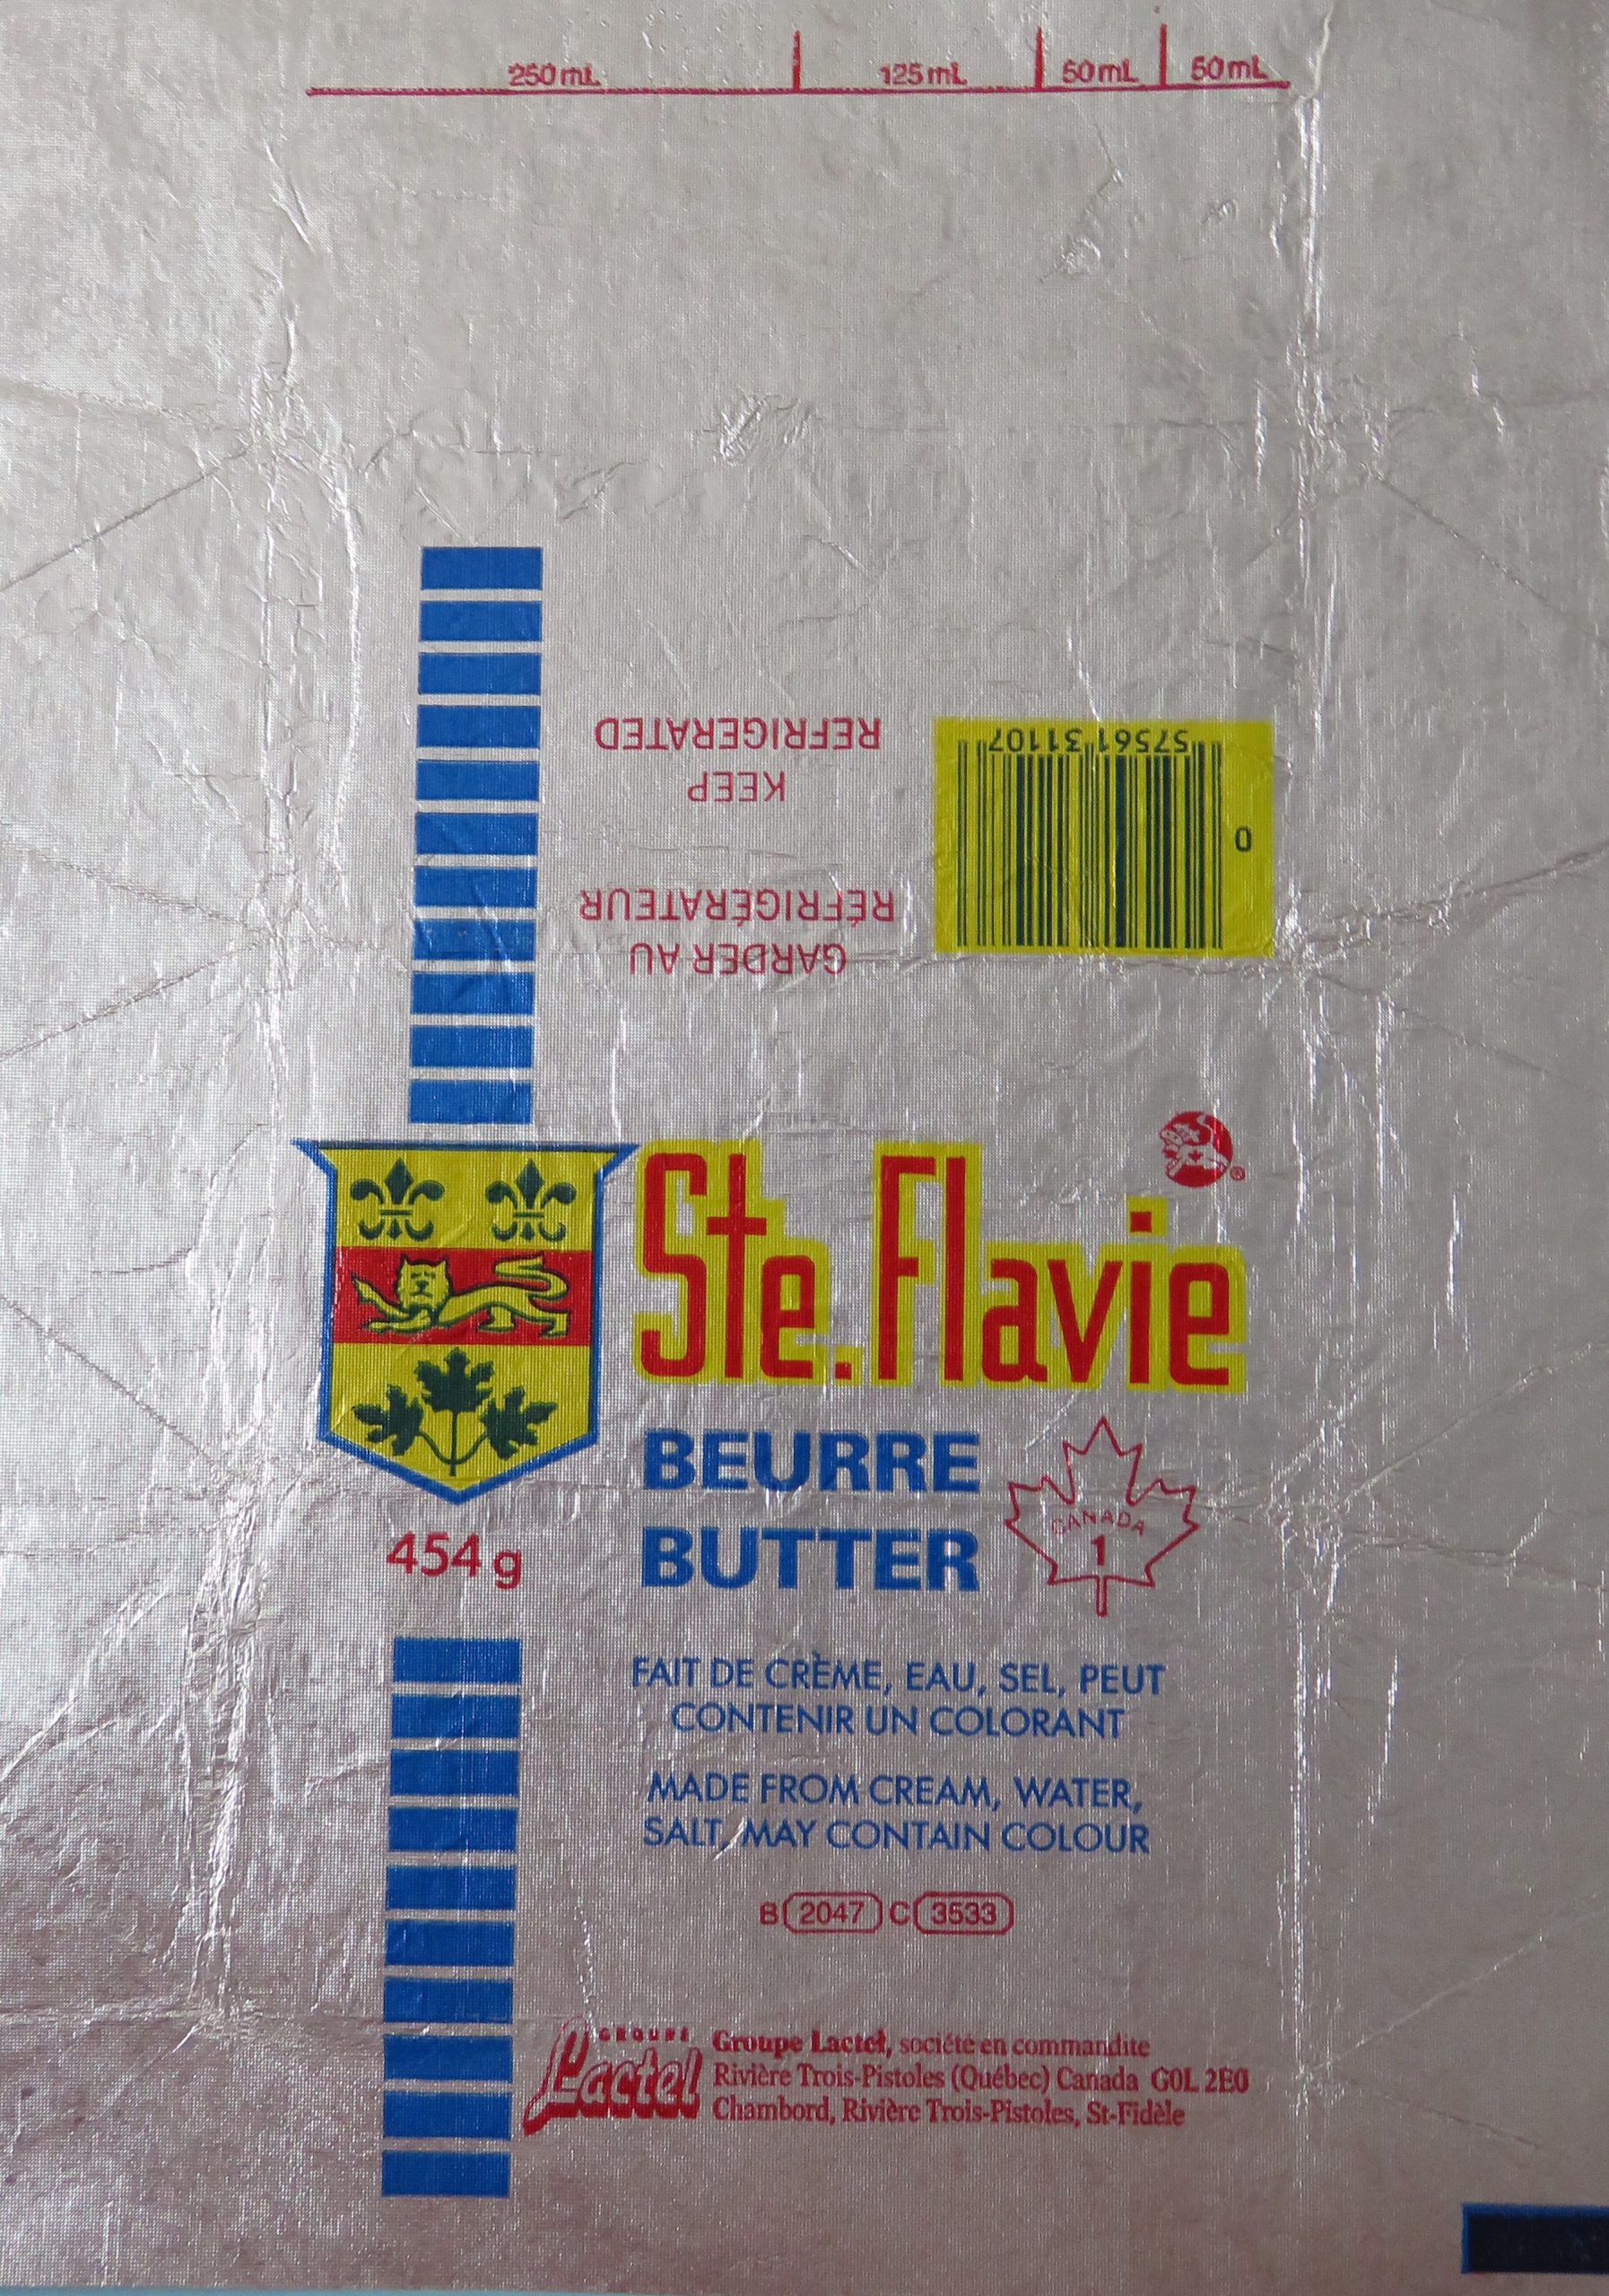 250 mL 125 mL 50 mL 50 mL
GARDER AU
RÉFRIGÉRATEUR
KEEP
REFRIGERATED
0
57561 31107
Ste. Flavie
®
BEURRE
BUTTER
CANADA
1
454 g
FAIT DE CRÈME, EAU, SEL, PEUT
CONTENIR UN COLORANT
MADE FROM CREAM, WATER,
SALT, MAY CONTAIN COLOUR
B 2047 C 3533
GROUPE
Lactel
Groupe Lactel, société en commandite
Rivière Trois-Pistoles (Québec) Canada G0L 2E0
Chambord, Rivière Trois-Pistoles, St-Fidèle